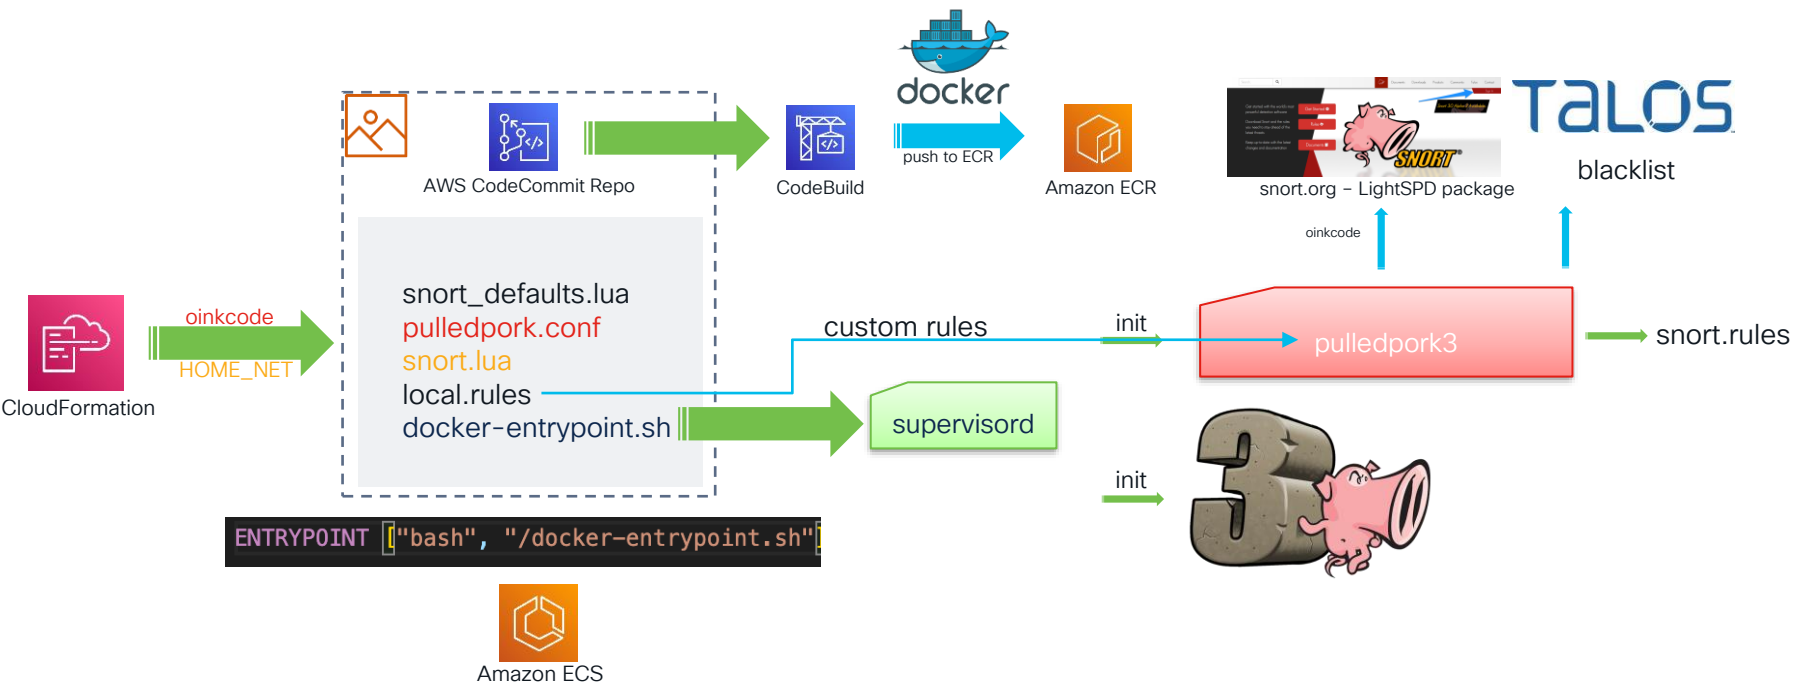 docker
TALOS
SNORT
AWS CodeCommit Repo
CodeBuild
push to ECR
Amazon ECR
snort.org - LightSPD package
blacklist
oinkcode
snort_defaults.lua
pulledpork.conf
snort.lua
local.rules
docker-entrypoint.sh
oinkcode
HOME_NET
CloudFormation
custom rules
init
pulledpork3
snort.rules
supervisord
init
3
ENTRYPOINT ["bash", "/docker-entrypoint.sh"]
Amazon ECS